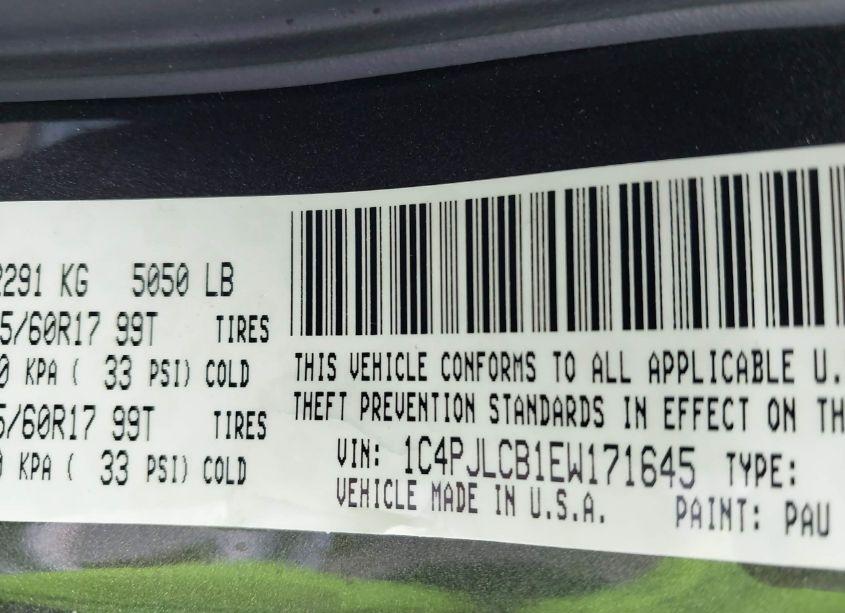 2291 KG 5050 LB
5/60R17 99T TIRES
0 KPA ( 33 PSI) COLD
5/60R17 99T TIRES
0 KPA ( 33 PSI) COLD
THIS VEHICLE CONFORMS TO ALL APPLICABLE U.
THEFT PREVENTION STANDARDS IN EFFECT ON TH
VIN: 1C4PJLCB1EW171645 TYPE:
VEHICLE MADE IN U.S.A. PAINT: PAU